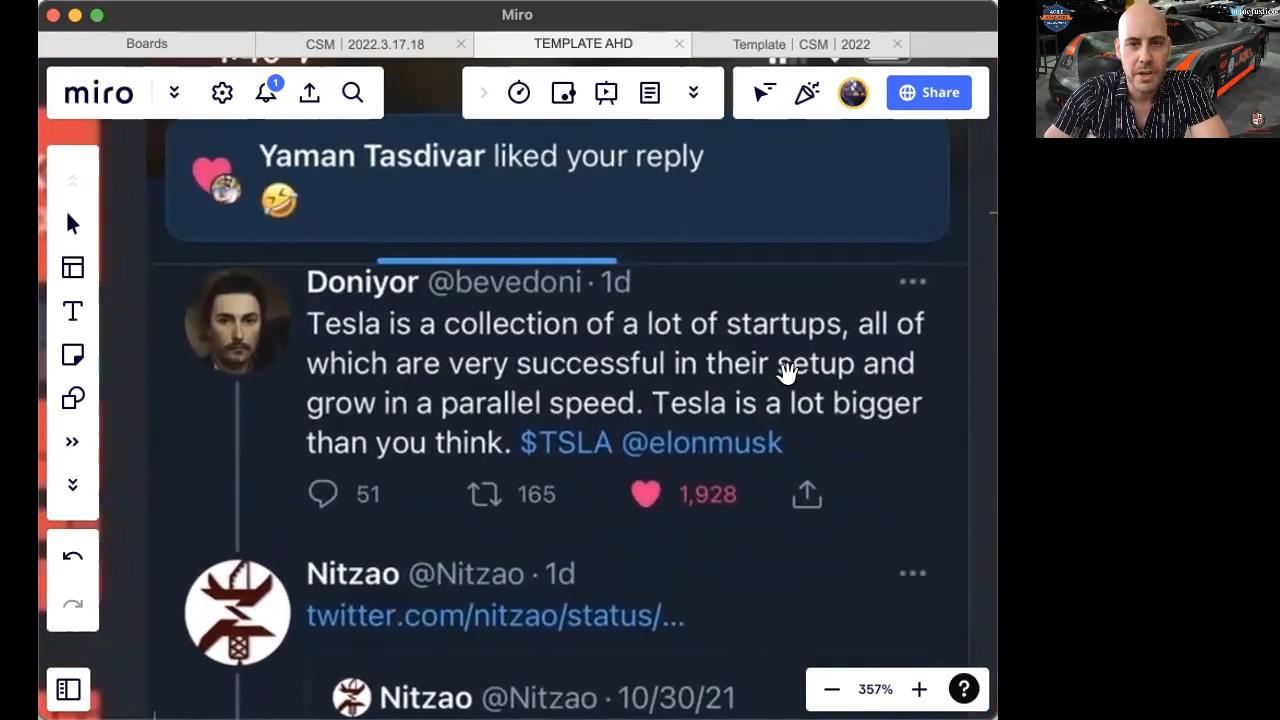 Miro
Boards
CSM | 2022.3.17.18
TEMPLATE AHD
Template | CSM | 2022
miro
1
Share
Yaman Tasdivar liked your reply
🤣
Doniyor @bevedoni · 1d
Tesla is a collection of a lot of startups, all of
which are very successful in their setup and
grow in a parallel speed. Tesla is a lot bigger
than you think. $TSLA @elonmusk
51 165 1,928
Nitzao @Nitzao · 1d
twitter.com/nitzao/status/...
Nitzao @Nitzao · 10/30/21
357%
?
AGILE